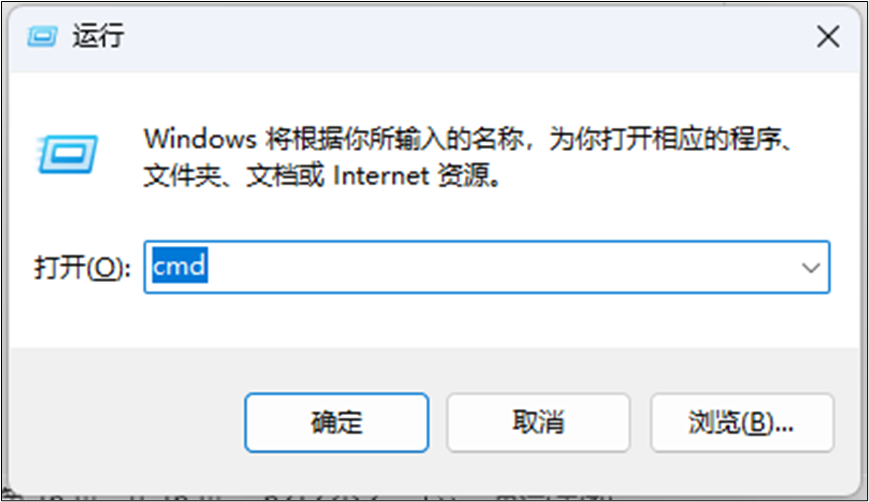 运行
Windows 将根据你所输入的名称，为你打开相应的程序、
文件夹、文档或 Internet 资源。
打开(O):
cmd
确定
取消
浏览(B)...